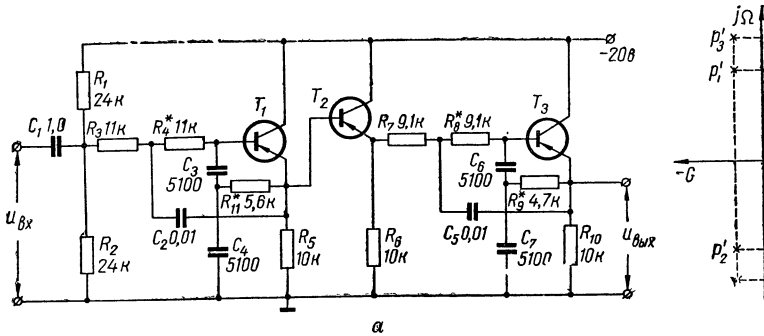 -20в
jΩ
p'₃
p'₁
R₁
24к
T₁
T₂
T₃
C₁ 1,0
R₃ 11к
R₄* 11к
R₇ 9,1к
R₈* 9,1к
C₃
5100
C₆
5100
-G
R₁₁* 5,6к
R₉* 4,7к
u вх
C₂ 0,01
C₄
5100
R₅
10к
R₆
10к
C₅ 0,01
C₇
5100
R₁₀
10к
u вых
R₂
24к
p'₂
а